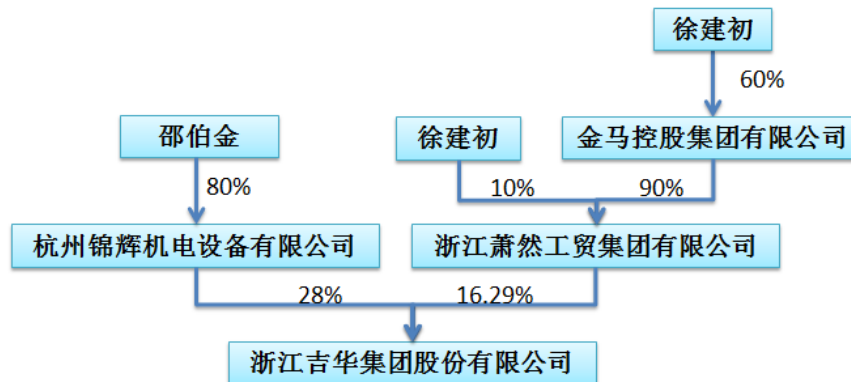 徐建初
60%
邵伯金
徐建初
金马控股集团有限公司
80%
10%
90%
杭州锦辉机电设备有限公司
浙江萧然工贸集团有限公司
28%
16.29%
浙江吉华集团股份有限公司